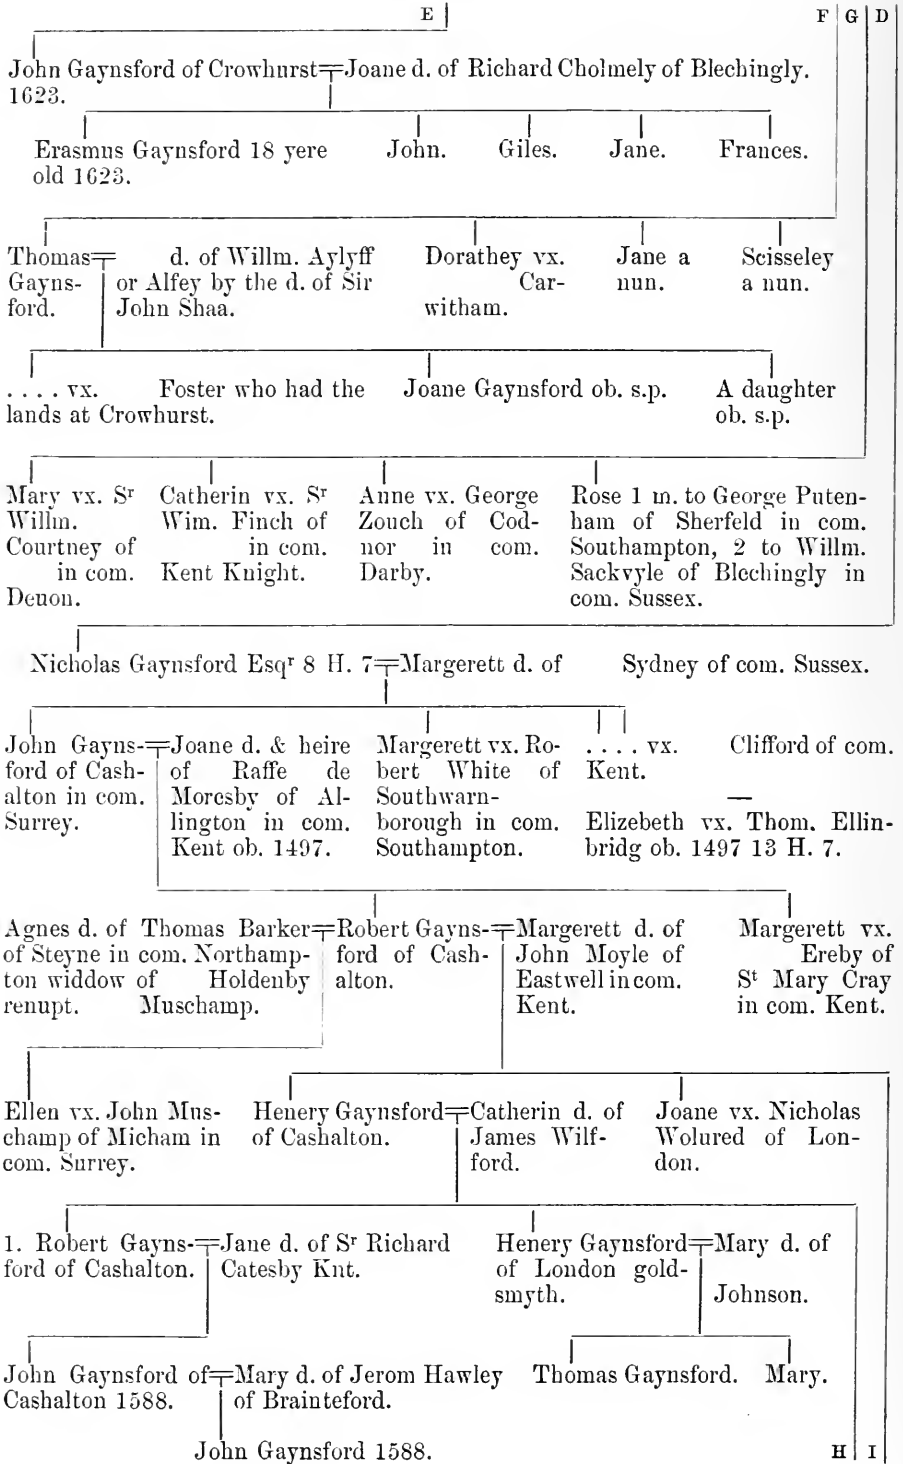 E F G D
John Gaynsford of Crowhurst Joane d. of Richard Cholmely of Blechingly.
1623.
Erasmus Gaynsford 18 yere
old 1623.
John. Giles. Jane. Frances.
Thomas
Gayns-
ford.
d. of Willm. Aylyff
or Alfey by the d. of Sir
John Shaa.
Dorathey vx.
Car-
witham.
Jane a
nun.
Scisseley
a nun.
. . . . vx. Foster who had the
lands at Crowhurst.
Joane Gaynsford ob. s.p.
A daughter
ob. s.p.
Mary vx. Sr
Willm.
Courtney of
in com.
Deuon.
Catherin vx. Sr
Wim. Finch of
in com.
Kent Knight.
Anne vx. George
Zouch of Cod-
nor in com.
Darby.
Rose 1 m. to George Puten-
ham of Sherfeld in com.
Southampton, 2 to Willm.
Sackvyle of Blechingly in
com. Sussex.
Nicholas Gaynsford Esqr 8 H. 7 Margerett d. of Sydney of com. Sussex.
John Gayns-
ford of Cash-
alton in com.
Surrey.
Joane d. & heire
of Raffe de
Moresby of Al-
lington in com.
Kent ob. 1497.
Margerett vx. Ro-
bert White of
Southwarn-
borough in com.
Southampton.
. . . . vx. Clifford of com.
Kent.
—
Elizebeth vx. Thom. Ellin-
bridg ob. 1497 13 H. 7.
Agnes d. of Thomas Barker
of Steyne in com. Northamp-
ton widdow of Holdenby
renupt. Muschamp.
Robert Gayns-
ford of Cash-
alton.
Margerett d. of
John Moyle of
Eastwell in com.
Kent.
Margerett vx.
Ereby of
St Mary Cray
in com. Kent.
Ellen vx. John Mus-
champ of Micham in
com. Surrey.
Henery Gaynsford
of Cashalton.
Catherin d. of
James Wilf-
ford.
Joane vx. Nicholas
Wolured of Lon-
don.
1. Robert Gayns-
ford of Cashalton.
Jane d. of Sr Richard
Catesby Knt.
Henery Gaynsford
of London gold-
smyth.
Mary d. of
Johnson.
John Gaynsford of
Cashalton 1588.
Mary d. of Jerom Hawley
of Brainteford.
Thomas Gaynsford. Mary.
John Gaynsford 1588.
H I